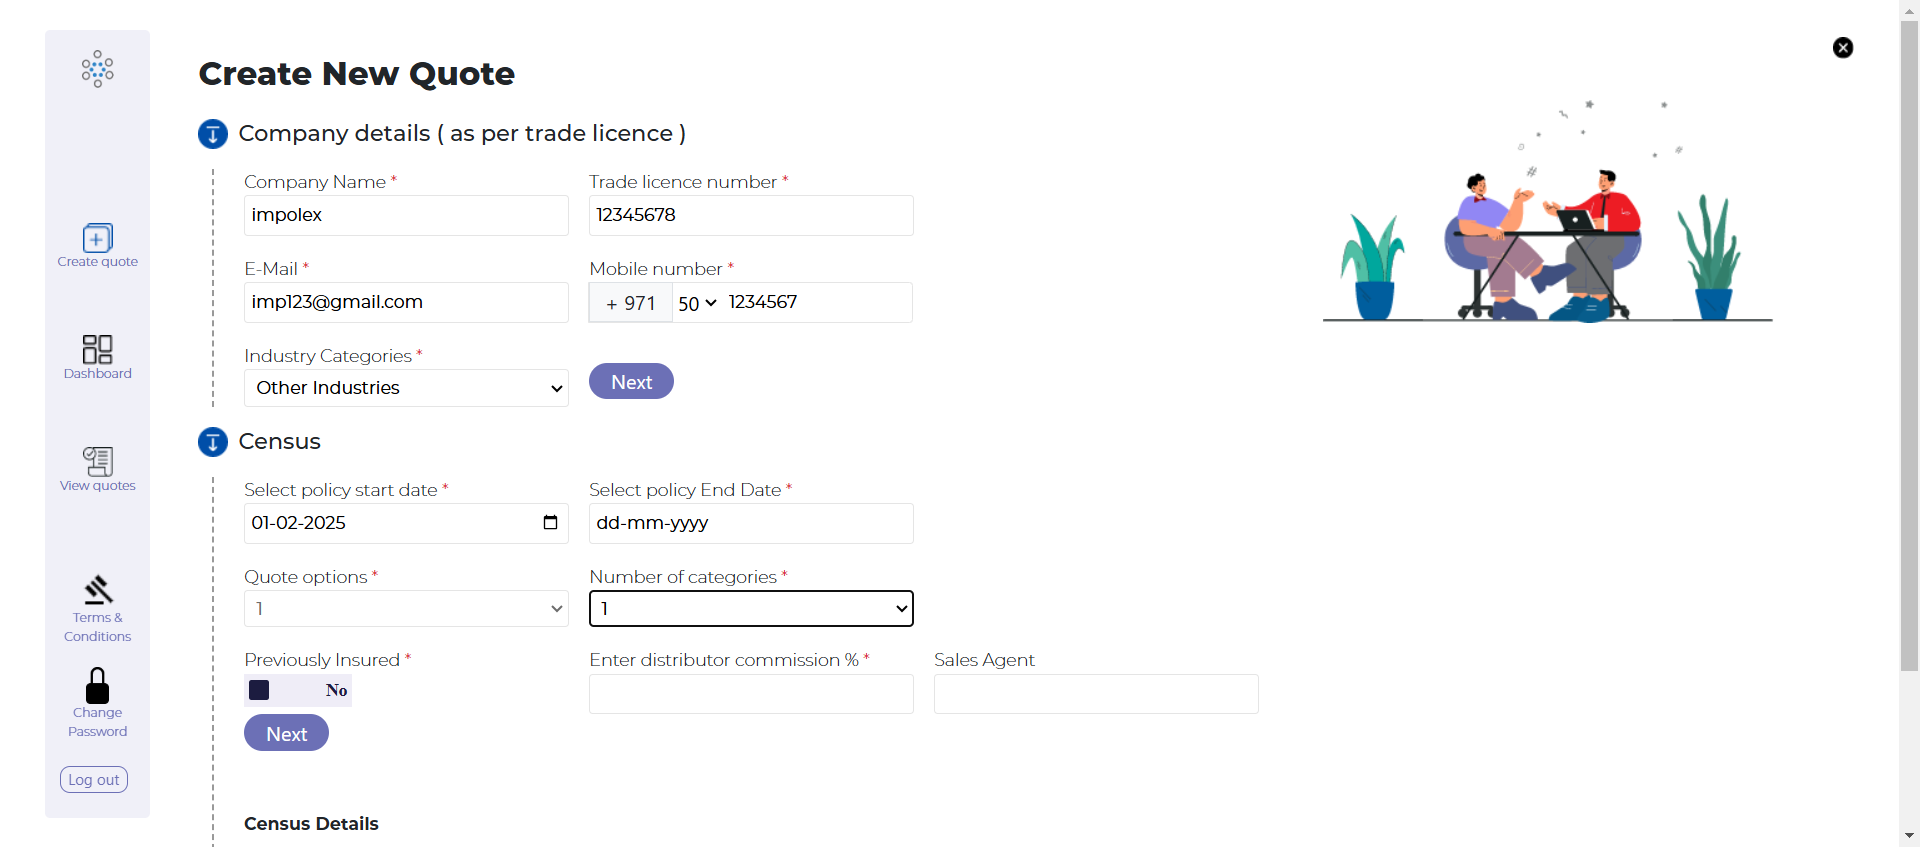 Create New Quote
Company details ( as per trade licence )
Company Name *
Trade licence number *
impolex
12345678
E-Mail *
Mobile number *
imp123@gmail.com
+ 971
50
1234567
Industry Categories *
Other Industries
Next
Census
Select policy start date *
Select policy End Date *
01-02-2025
dd-mm-yyyy
Quote options *
Number of categories *
1
1
Previously Insured *
Enter distributor commission % *
Sales Agent
No
Next
Census Details
Create quote
Dashboard
View quotes
Terms &
Conditions
Change
Password
Log out